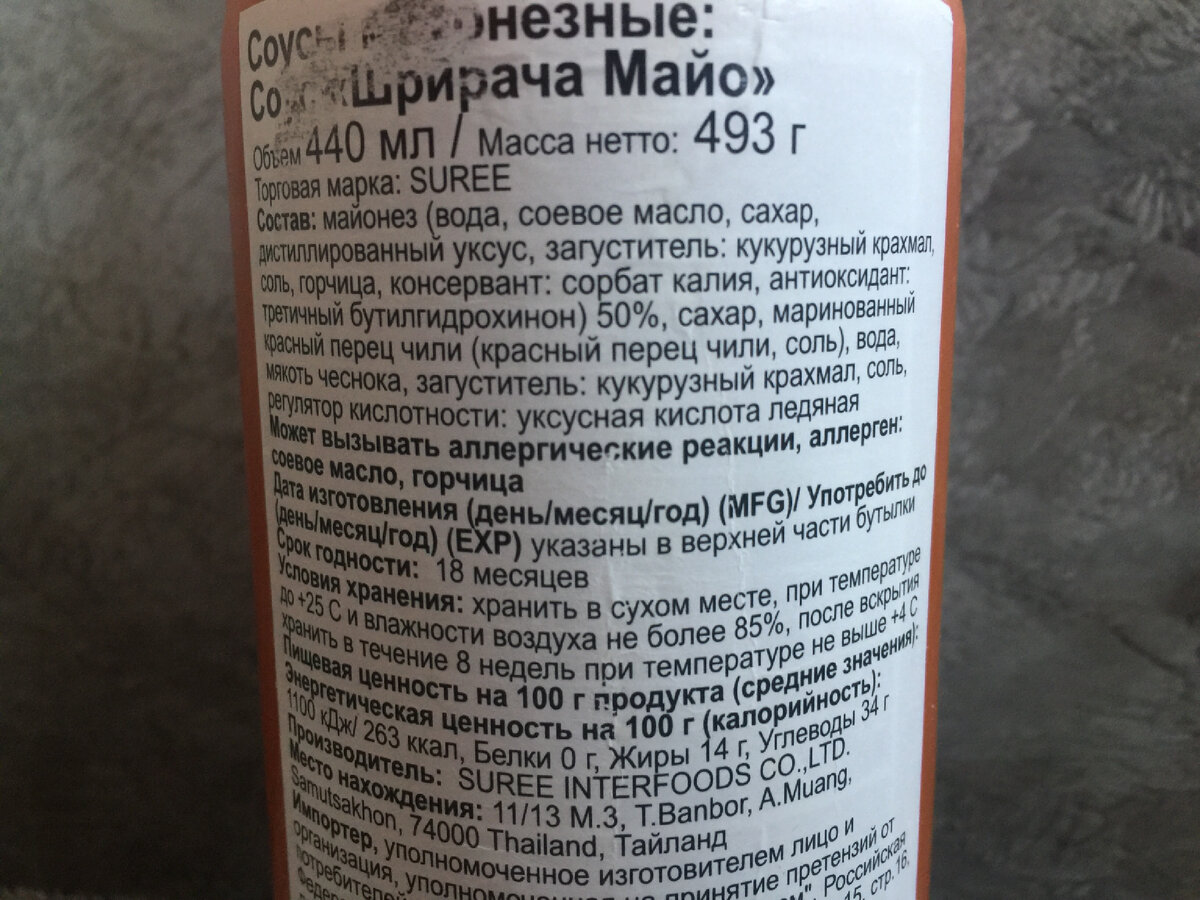 Соусы незные:
Со «Шрирача Майо»
Объем 440 мл / Масса нетто: 493 г
Торговая марка: SUREE
Состав: майонез (вода, соевое масло, сахар,
дистиллированный уксус, загуститель: кукурузный крахмал,
соль, горчица, консервант: сорбат калия, антиоксидант:
третичный бутилгидрохинон) 50%, сахар, маринованный
красный перец чили (красный перец чили, соль), вода,
мякоть чеснока, загуститель: кукурузный крахмал, соль,
регулятор кислотности: уксусная кислота ледяная
Может вызывать аллергические реакции, аллерген:
соевое масло, горчица
Дата изготовления (день/месяц/год) (MFG)/ Употребить до
(день/месяц/год) (EXP) указаны в верхней части бутылки
Срок годности: 18 месяцев
Условия хранения: хранить в сухом месте, при температуре
до +25 С и влажности воздуха не более 85%, после вскрытия
хранить в течение 8 недель при температуре не выше +4 С
Пищевая ценность на 100 г продукта (средние значения):
Энергетическая ценность на 100 г (калорийность):
1100 кДж/ 263 ккал, Белки 0 г, Жиры 14 г, Углеводы 34 г
Производитель: SUREE INTERFOODS CO.,LTD.
Место нахождения: 11/13 M.3, T.Banbor, A.Muang,
Samutsakhon, 74000 Thailand, Тайланд
Импортер, уполномоченное изготовителем лицо и
организация, уполномоченная на принятие претензий от
потребителей Российская
15, стр. 16,